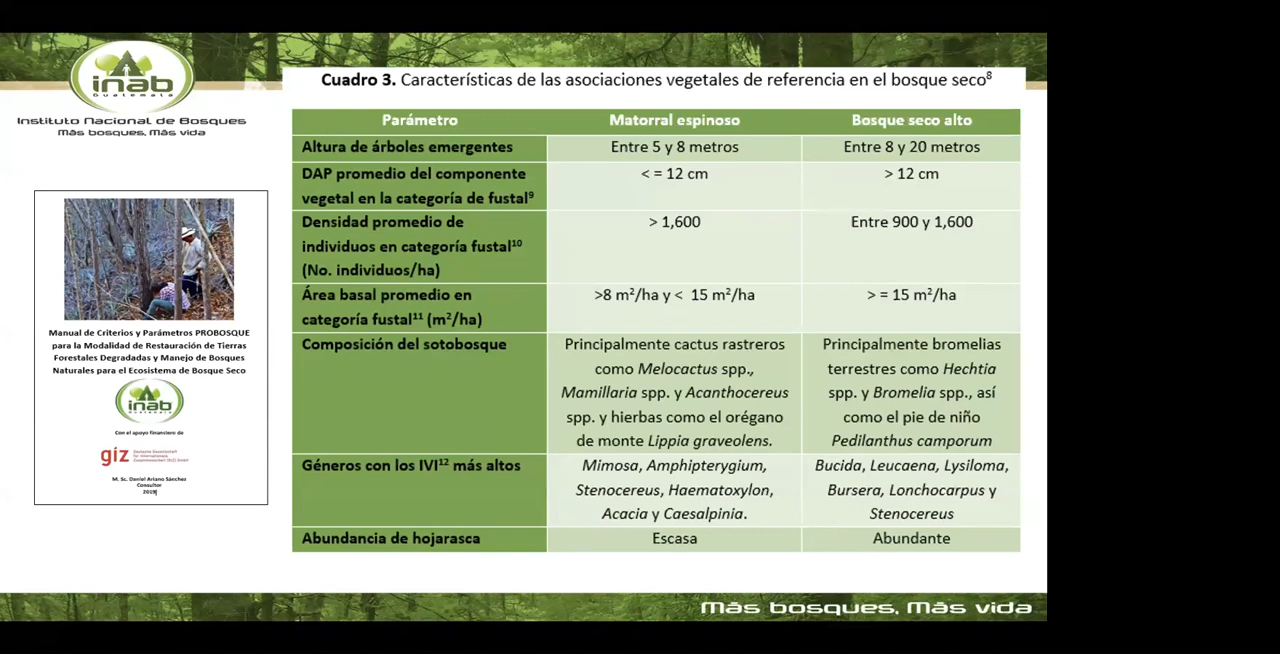 inab
Guatemala
Instituto Nacional de Bosques
Más bosques, Más vida
Manual de Criterios y Parámetros PROBOSQUE
para la Modalidad de Restauración de Tierras
Forestales Degradadas y Manejo de Bosques
Naturales para el Ecosistema de Bosque Seco
inab
Guatemala
Con el apoyo financiero de
giz
M. Sc. Daniel Ariano Sánchez
Consultor
2019
Cuadro 3. Características de las asociaciones vegetales de referencia en el bosque seco⁸
Parámetro Matorral espinoso Bosque seco alto
Altura de árboles emergentes Entre 5 y 8 metros Entre 8 y 20 metros
DAP promedio del componente < = 12 cm > 12 cm
vegetal en la categoría de fustal⁹
Densidad promedio de > 1,600 Entre 900 y 1,600
individuos en categoría fustal¹⁰
(No. individuos/ha)
Área basal promedio en >8 m²/ha y < 15 m²/ha > = 15 m²/ha
categoría fustal¹¹ (m²/ha)
Composición del sotobosque Principalmente cactus rastreros Principalmente bromelias
como Melocactus spp., terrestres como Hechtia
Mamillaria spp. y Acanthocereus spp. y Bromelia spp., así
spp. y hierbas como el orégano como el pie de niño
de monte Lippia graveolens. Pedilanthus camporum
Géneros con los IVI¹² más altos Mimosa, Amphipterygium, Bucida, Leucaena, Lysiloma,
Stenocereus, Haematoxylon, Bursera, Lonchocarpus y
Acacia y Caesalpinia. Stenocereus
Abundancia de hojarasca Escasa Abundante
Más bosques, Más vida